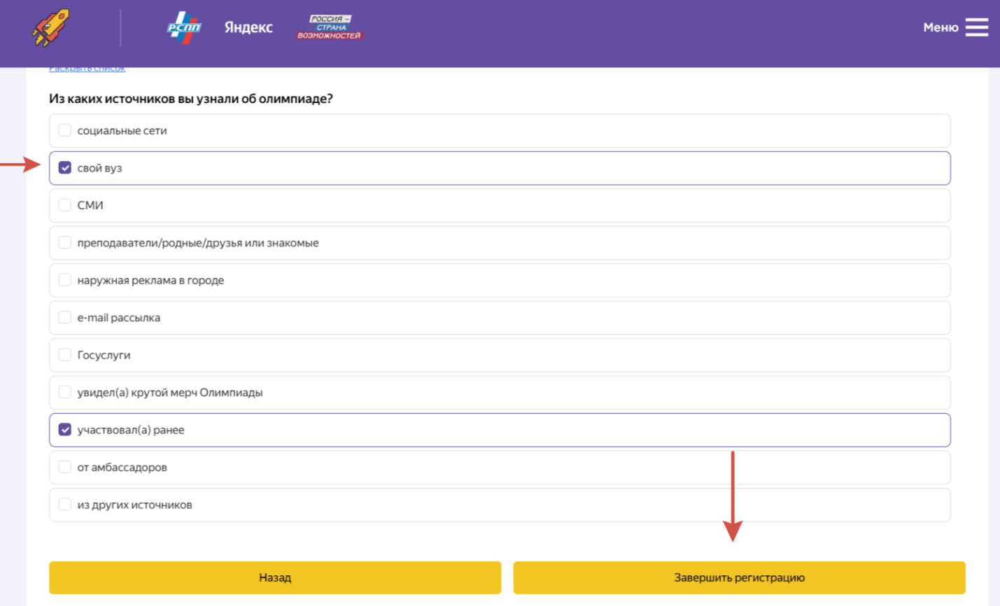 РСПП
Яндекс
РОССИЯ –
СТРАНА
ВОЗМОЖНОСТЕЙ
Меню
Раскрыть список
Из каких источников вы узнали об олимпиаде?
социальные сети
свой вуз
СМИ
преподаватели/родные/друзья или знакомые
наружная реклама в городе
e-mail рассылка
Госуслуги
увидел(а) крутой мерч Олимпиады
участвовал(а) ранее
от амбассадоров
из других источников
Назад
Завершить регистрацию